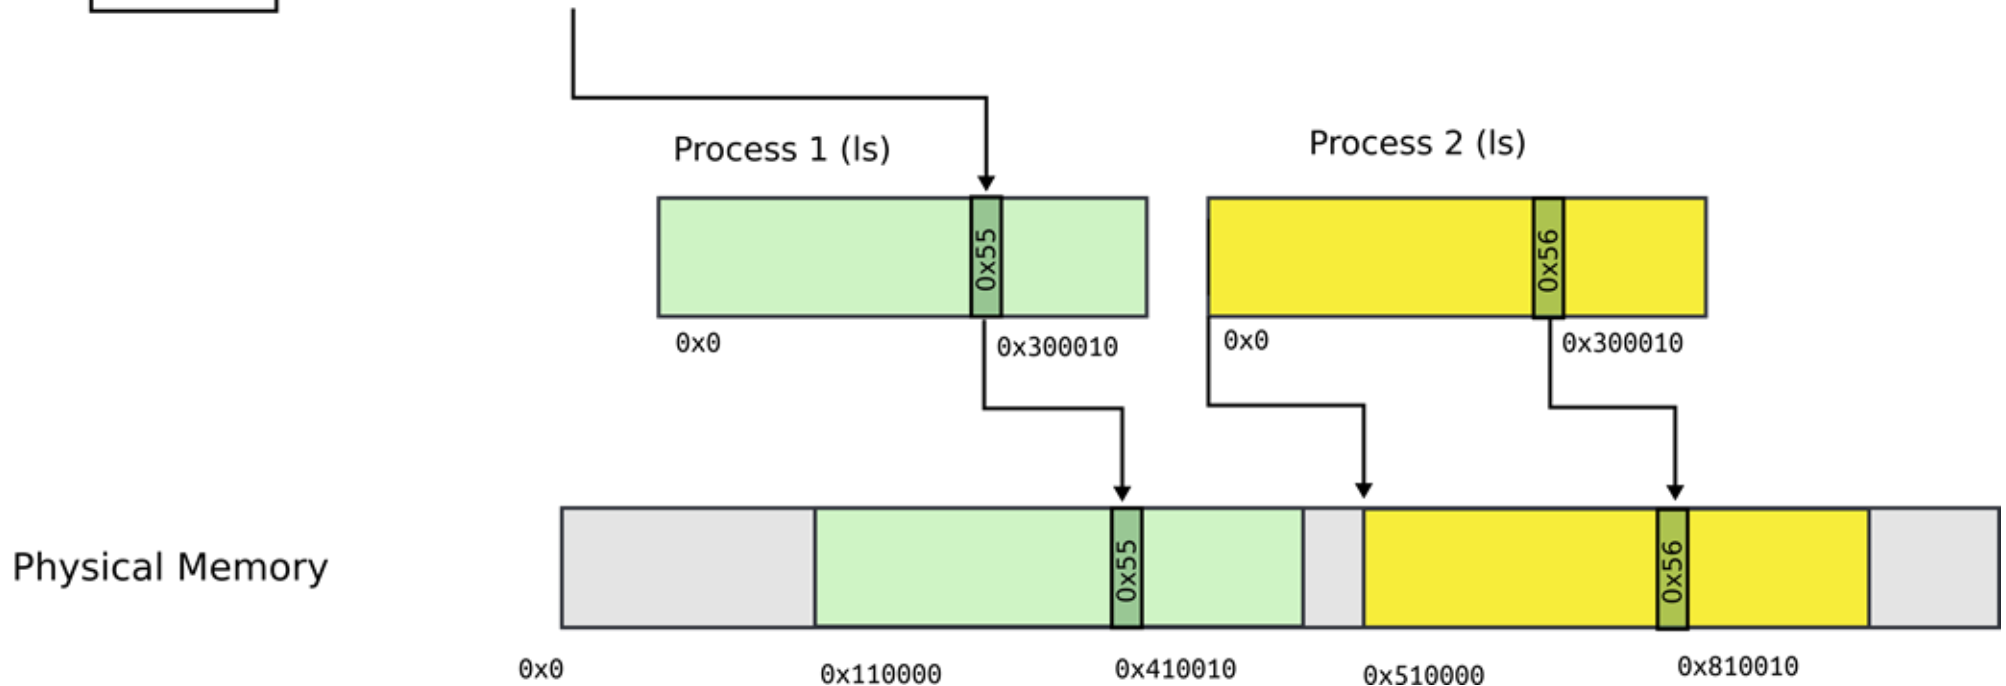 Process 1 (ls)
Process 2 (ls)
0x55
0x56
0x0
0x300010
0x0
0x300010
Physical Memory
0x55
0x56
0x0
0x110000
0x410010
0x510000
0x810010